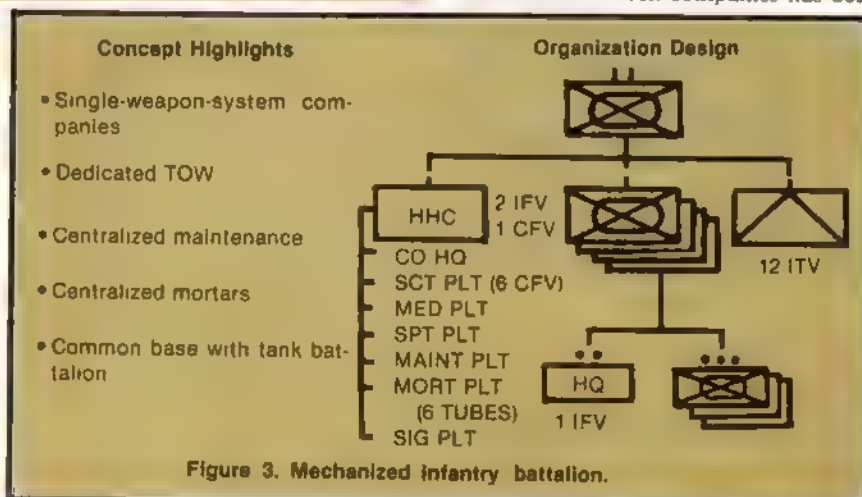 Concept Highlights
• Single-weapon-system com-
panies
• Dedicated TOW
• Centralized maintenance
• Centralized mortars
• Common base with tank bat-
talion
Organization Design
HHC
2 IFV
1 CFV
CO HQ
SCT PLT (6 CFV)
MED PLT
SPT PLT
MAINT PLT
MORT PLT
(6 TUBES)
SIG PLT
12 ITV
HQ
1 IFV
Figure 3. Mechanized infantry battalion.